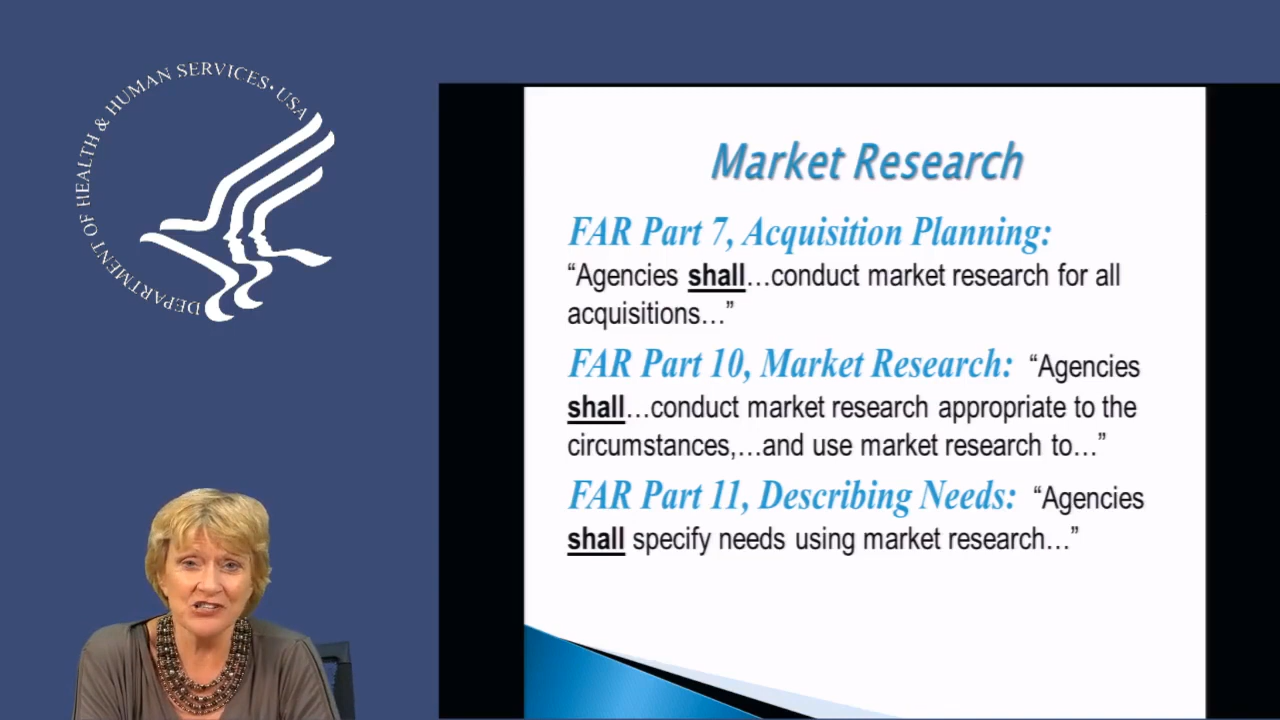 DEPARTMENT OF HEALTH & HUMAN SERVICES • USA
Market Research
FAR Part 7, Acquisition Planning:
“Agencies shall…conduct market research for all
acquisitions…”
FAR Part 10, Market Research: “Agencies
shall…conduct market research appropriate to the
circumstances,…and use market research to…”
FAR Part 11, Describing Needs: “Agencies
shall specify needs using market research…”